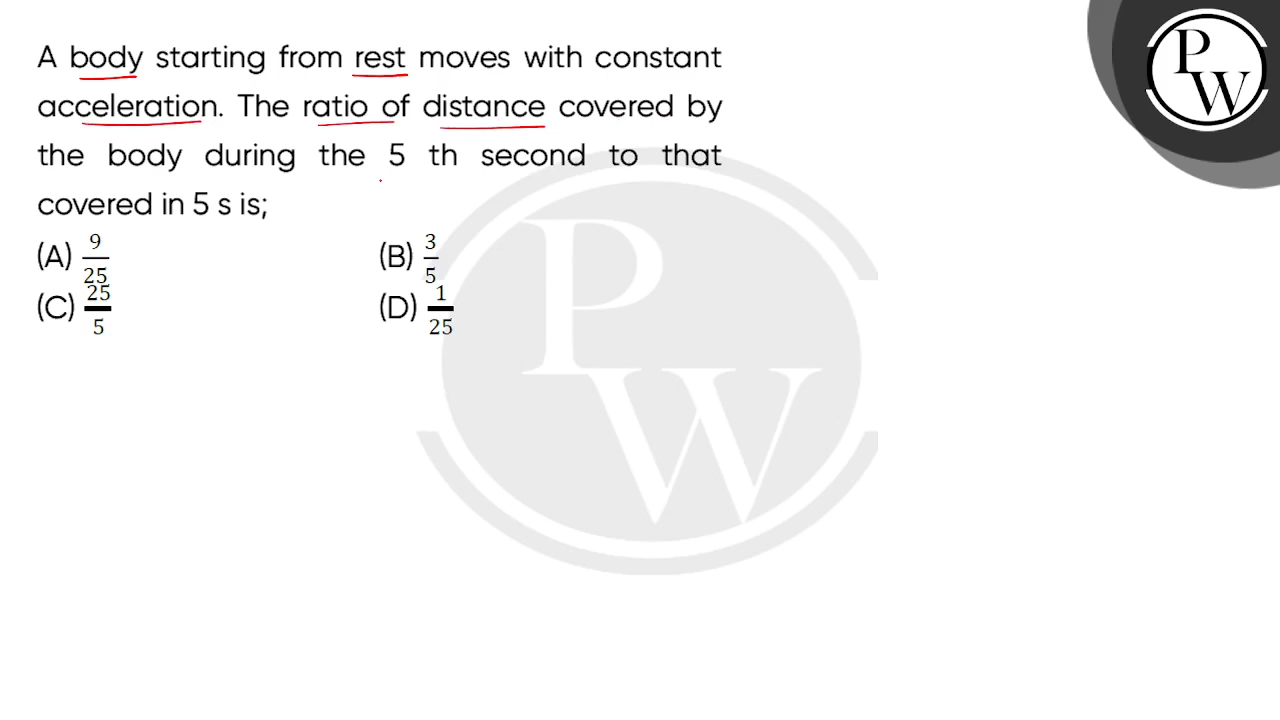 A body starting from rest moves with constant
acceleration. The ratio of distance covered by
the body during the 5 th second to that
covered in 5 s is;
(A) 9/25 (B) 3/5
(C) 25/5 (D) 1/25
P
W
P
W